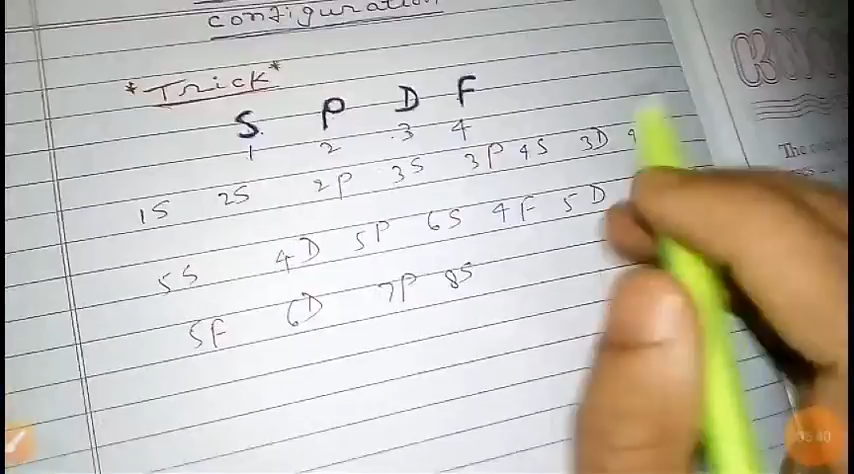 configuration
*Trick*
S P D F
1 2 3 4
1S 2S 2P 3S 3P 4S 3D
5S 4D 5P 6S 4F 5D
5F 6D 7P 8S
The